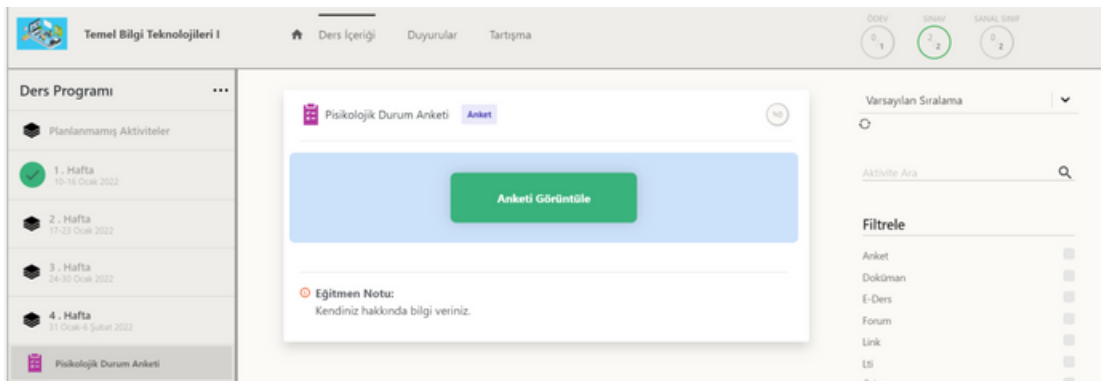 Temel Bilgi Teknolojileri I
Ders İçeriği
Duyurular
Tartışma
ÖDEV
0
1
SINAV
2
2
SANAL SINIF
0
2
Ders Programı
Planlanmamış Aktiviteler
1 . Hafta
10-16 Ocak 2022
2 . Hafta
17-23 Ocak 2022
3 . Hafta
24-30 Ocak 2022
4 . Hafta
31 Ocak-6 Şubat 2022
Pisikolojik Durum Anketi
Pisikolojik Durum Anketi Anket
%0
Anketi Görüntüle
Eğitmen Notu:
Kendiniz hakkında bilgi veriniz.
Varsayılan Sıralama
Aktivite Ara
Filtrele
Anket
Doküman
E-Ders
Forum
Link
Lti